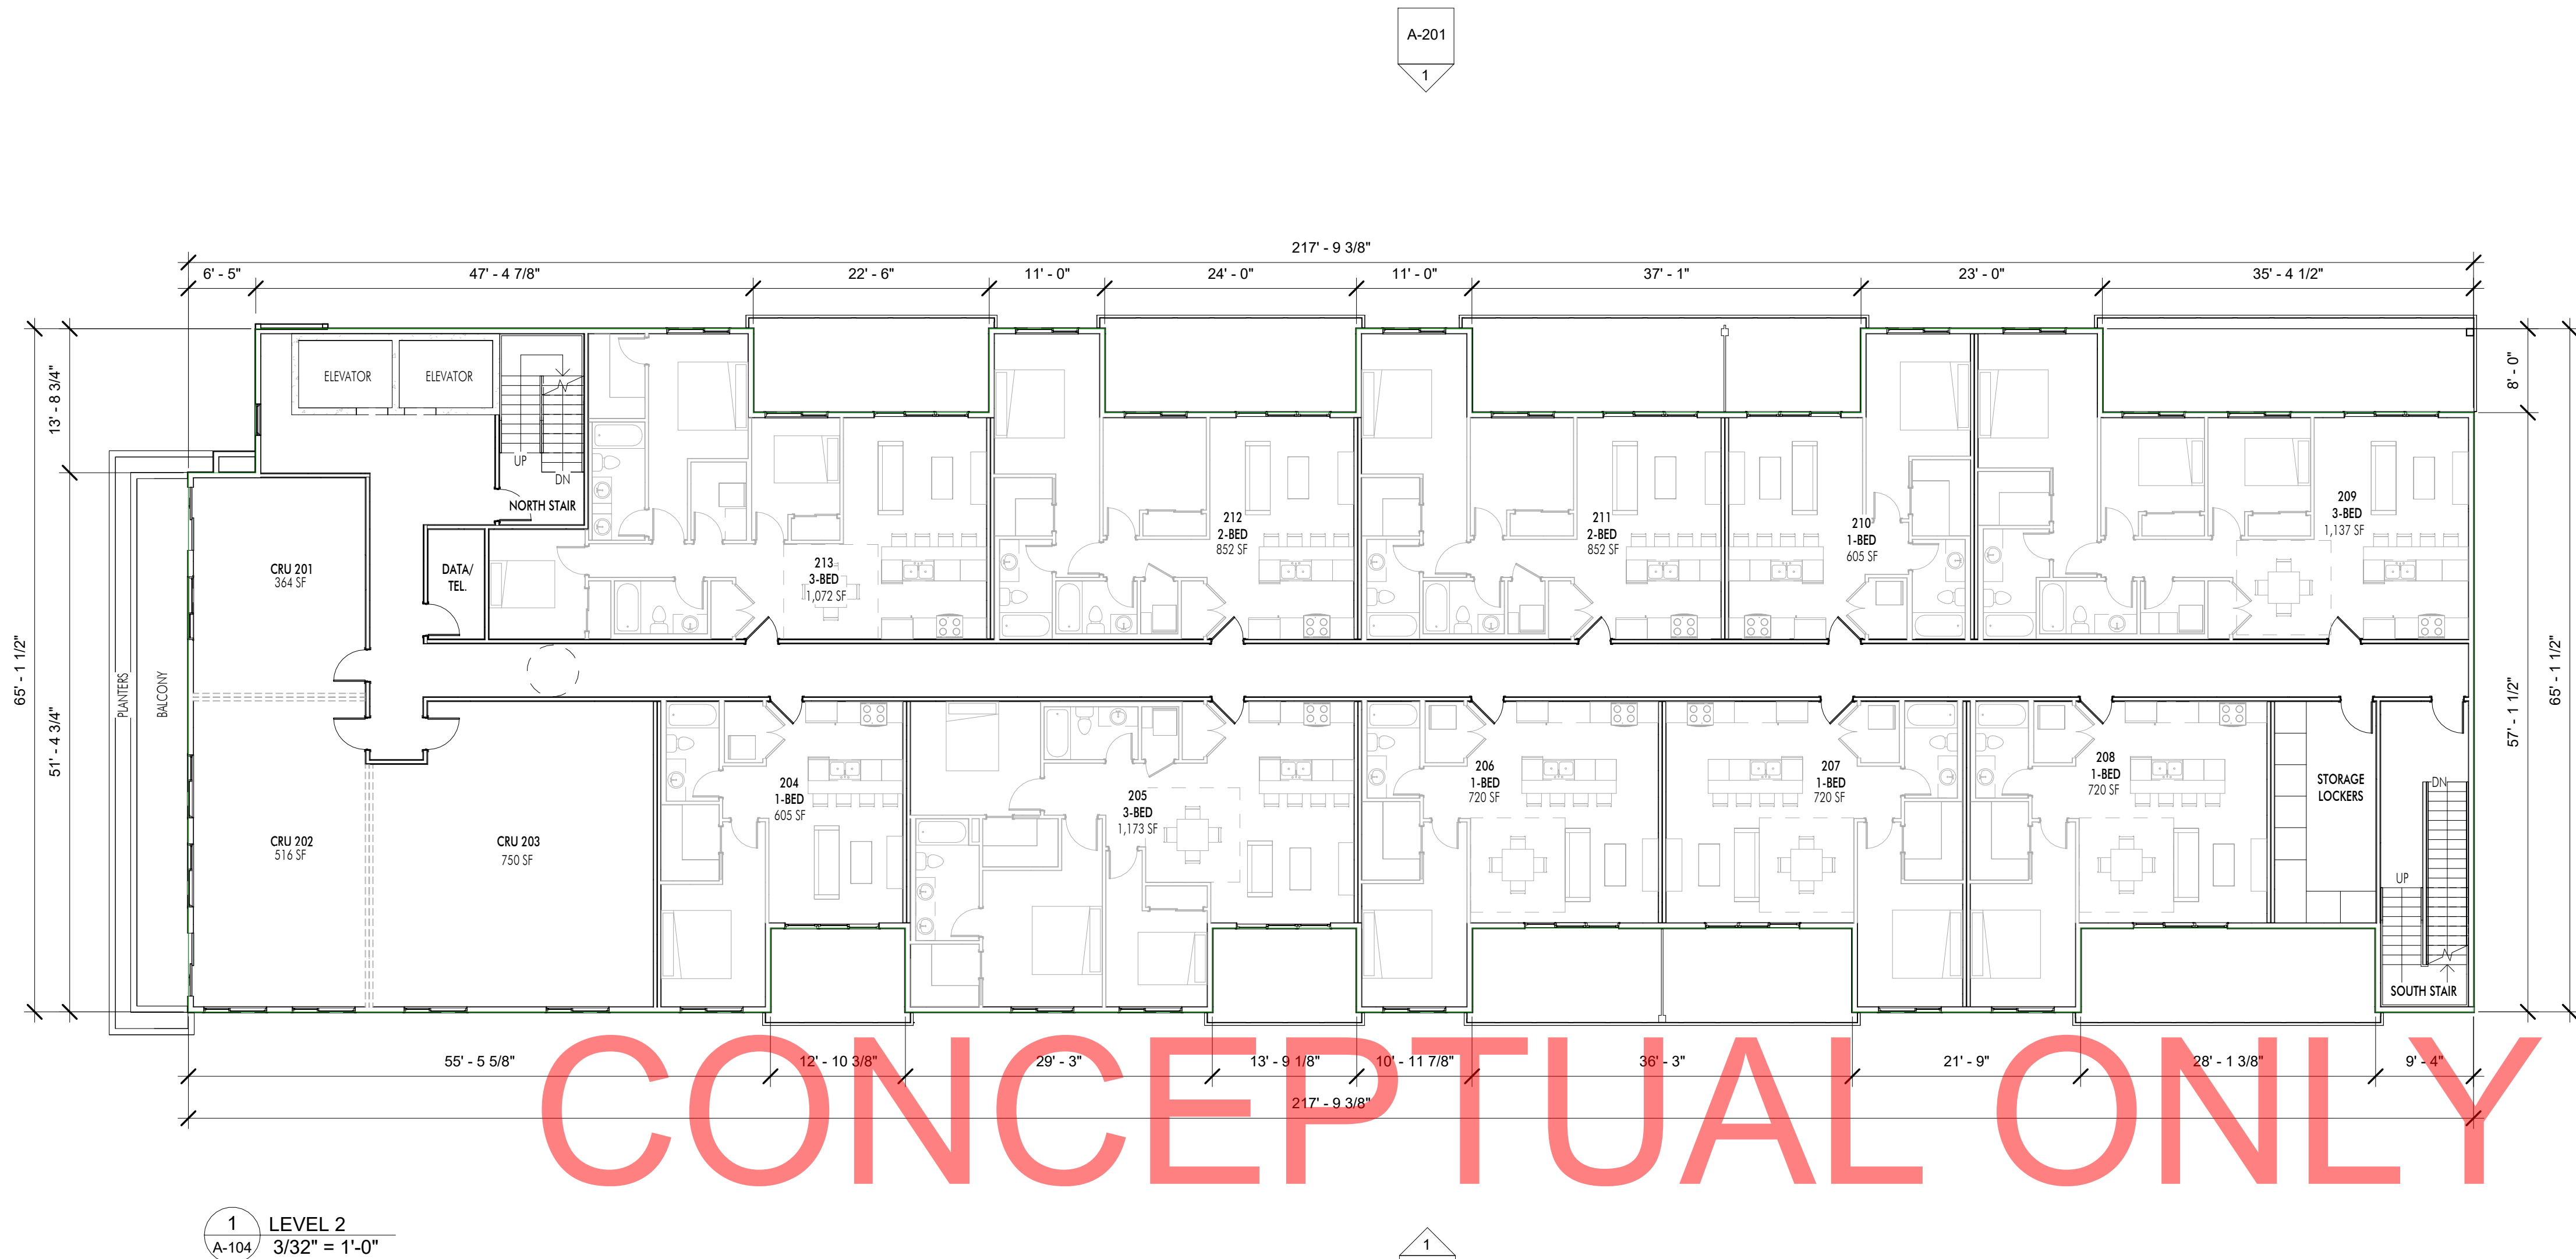 A-201
1
217' - 9 3/8"
6' - 5"
47' - 4 7/8"
22' - 6"
11' - 0"
24' - 0"
11' - 0"
37' - 1"
23' - 0"
35' - 4 1/2"
65' - 1 1/2"
13' - 8 3/4"
51' - 4 3/4"
8' - 0"
57' - 1 1/2"
65' - 1 1/2"
ELEVATOR
ELEVATOR
UP
DN
NORTH STAIR
PLANTERS
BALCONY
CRU 201
364 SF
DATA/
TEL.
213
3-BED
1,072 SF
212
2-BED
852 SF
211
2-BED
852 SF
210
1-BED
605 SF
209
3-BED
1,137 SF
CRU 202
516 SF
CRU 203
750 SF
204
1-BED
605 SF
205
3-BED
1,173 SF
206
1-BED
720 SF
207
1-BED
720 SF
208
1-BED
720 SF
STORAGE
LOCKERS
DN
UP
SOUTH STAIR
55' - 5 5/8"
12' - 10 3/8"
29' - 3"
13' - 9 1/8"
10' - 11 7/8"
36' - 3"
21' - 9"
28' - 1 3/8"
9' - 4"
217' - 9 3/8"
CONCEPTUAL ONLY
1
A-104
LEVEL 2
3/32" = 1'-0"
1